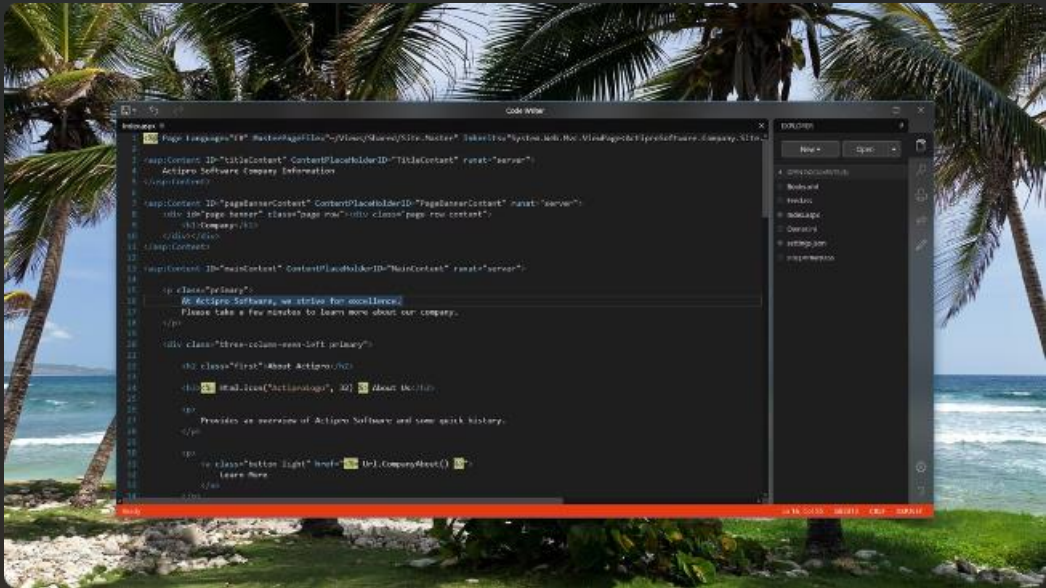 Code Writer
index.aspx
EXPLORER
<%@ Page Language="C#" MasterPageFile="~/Views/Shared/Site.Master" Inherits="System.Web.Mvc.ViewPage<ActiproSoftware.Company.Site.
New
Open
<asp:Content ID="titleContent" ContentPlaceHolderID="TitleContent" runat="server">
Actipro Software Company Information
</asp:Content>
OPEN DOCUMENTS
Books.xml
index.aspx
settings.json
<asp:Content ID="pageBannerContent" ContentPlaceHolderID="PageBannerContent" runat="server">
<div id="page-banner" class="page-row"><div class="page-row-content">
<h1>Company</h1>
</div></div>
</asp:Content>
<asp:Content ID="mainContent" ContentPlaceHolderID="MainContent" runat="server">
<p class="primary">
At Actipro Software, we strive for excellence.
Please take a few minutes to learn more about our company.
</p>
<div class="three-column-even-left primary">
<h2 class="first">About Actipro</h2>
<h3><%= Html.Icon("ActiproLogo", 32) %> About Us</h3>
<p>
Provides an overview of Actipro Software and some quick history.
</p>
<p>
<a class="button light" href="<%= Url.CompanyAbout() %>">
Learn More
</a>
</p>
Ready